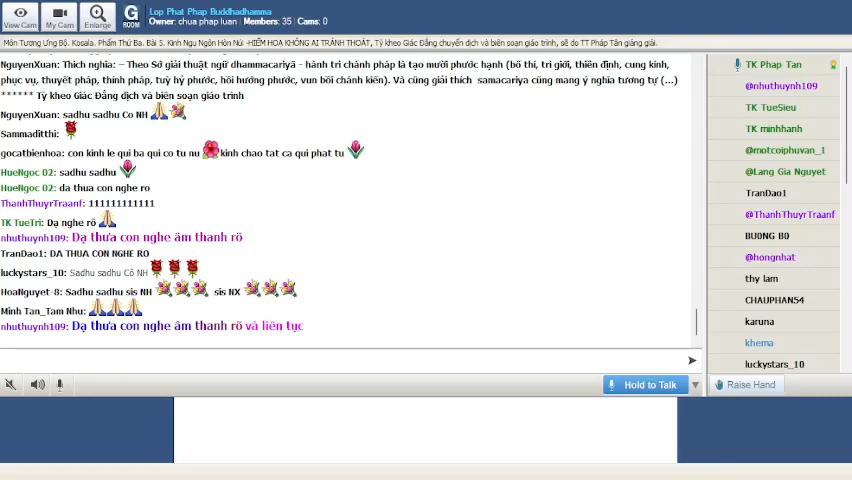 Lop Phat Phap Buddhadhamma
Owner: chua phap luan | Members: 35 | Cams: 0
View Cam
My Cam
Enlarge
G
ROOM
Môn Tương Ưng Bộ. Kosala. Phẩm Thứ Ba. Bài 5. Kinh Ngụ Ngôn Hòn Núi -HIỂM HỌA KHÔNG AI TRÁNH THOÁT, Tỳ kheo Giác Đẳng chuyển dịch và biên soạn giáo trình, sẽ do TT Pháp Tân giảng giải.
NguyenXuan: Thích nghĩa: – Theo Sớ giải thuật ngữ dhammacariyā - hành trì chánh pháp là tạo mười phước hạnh (bố thí, trì giới, thiền định, cung kính,
phục vụ, thuyết pháp, thính pháp, tuỳ hỷ phước, hồi hướng phước, vun bồi chánh kiến). Và cũng giải thích samacariya cũng mang ý nghĩa tương tự (...)
****** Tỳ kheo Giác Đẳng dịch và biên soạn giáo trình
NguyenXuan: sadhu sadhu Co NH
Sammaditthi:
gocatbienhoa: con kinh le qui ba qui co tu nu kinh chao tat ca qui phat tu
HueNgoc 02: sadhu sadhu
HueNgoc 02: da thua con nghe ro
ThanhThuyrTraanf: 111111111111
TK TueTri: Dạ nghe rõ
nhuthuynh109: Dạ thưa con nghe âm thanh rõ
TranDao1: DA THUA CON NGHE RO
luckystars_10: Sadhu sadhu Cô NH
HoaNguyet-8: Sadhu sadhu sis NH sis NX
Minh Tan_Tam Nhu:
nhuthuynh109: Dạ thưa con nghe âm thanh rõ và liên tục
Hold to Talk
TK Phap Tan
@nhuthuynh109
TK TueSieu
TK minhhanh
@motcoiphuvan_1
@Lang Gia Nguyet
TranDao1
@ThanhThuyrTraanf
BUÔNG BỎ
@hongnhat
thy lam
CHAUPHAN54
karuna
khema
luckystars_10
Raise Hand